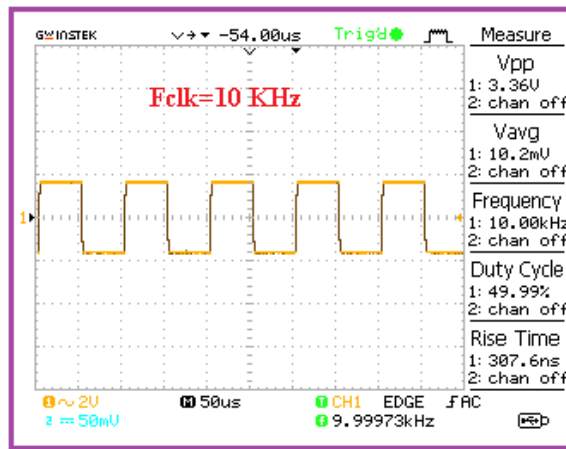 GWINSTEK -54.00us Trig'd Measure
Fclk=10 KHz
Vpp
1: 3.36V
2: chan off
Vavg
1: 10.2mV
2: chan off
Frequency
1: 10.00kHz
2: chan off
Duty Cycle
1: 49.99%
2: chan off
Rise Time
1: 307.6ns
2: chan off
1
1 ~ 2V M 50us T CH1 EDGE AC
2 50mV f 9.99973kHz